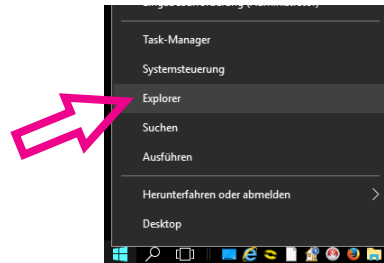 Task-Manager
Systemsteuerung
Explorer
Suchen
Ausführen
Herunterfahren oder abmelden
Desktop